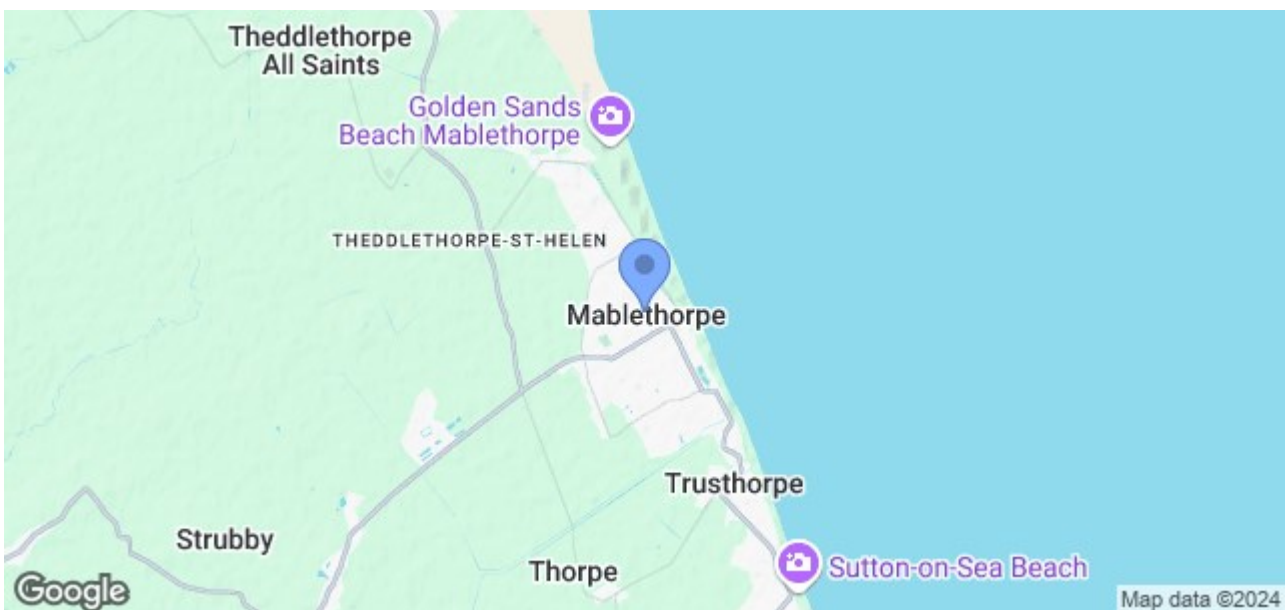 Theddlethorpe
All Saints
Golden Sands
Beach Mablethorpe
THEDDLETHORPE-ST-HELEN
Mablethorpe
Trusthorpe
Strubby
Thorpe
Sutton-on-Sea Beach
Google
Map data ©2024